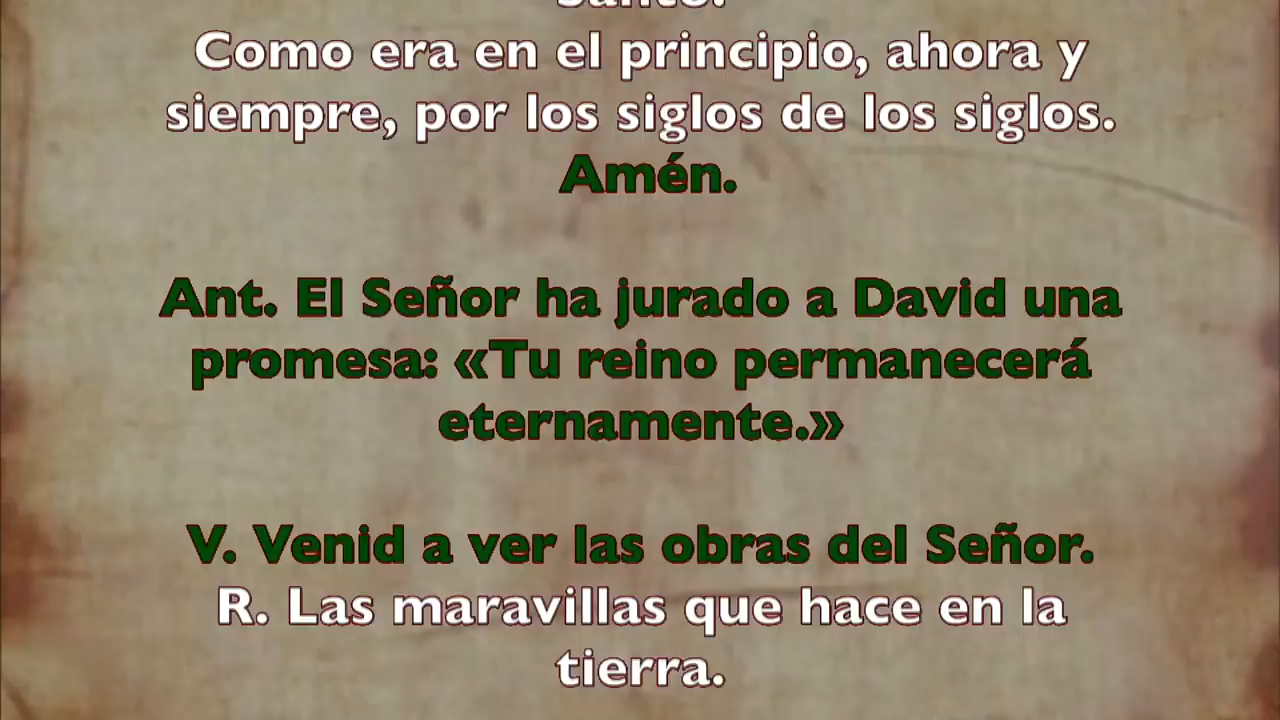 Santo.
Como era en el principio, ahora y
siempre, por los siglos de los siglos.
Amén.
Ant. El Señor ha jurado a David una
promesa: «Tu reino permanecerá
eternamente.»
V. Venid a ver las obras del Señor.
R. Las maravillas que hace en la
tierra.